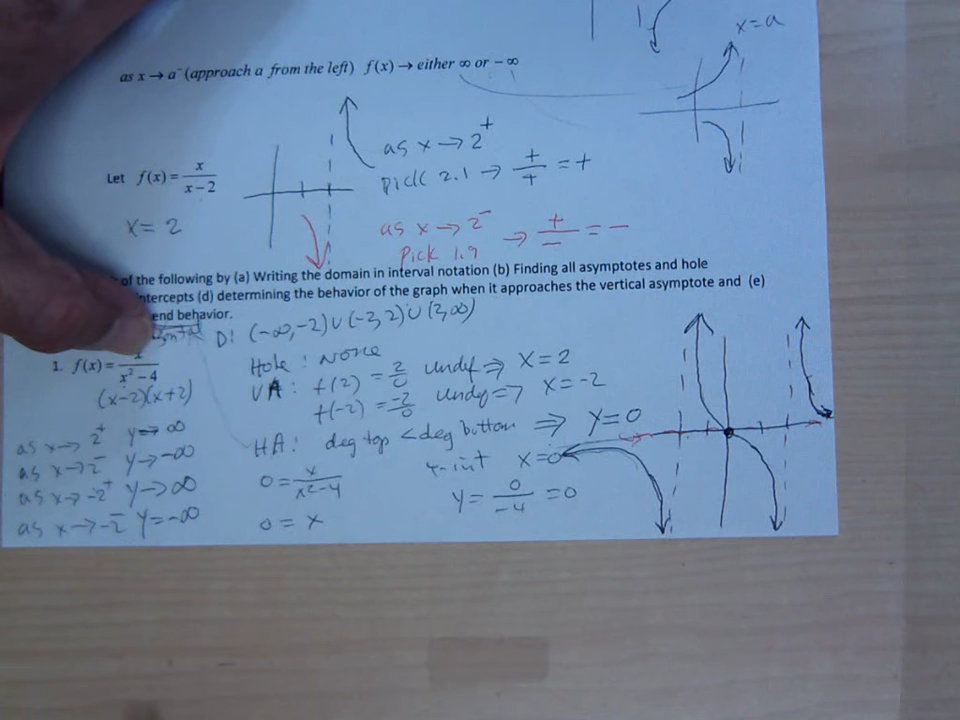 x=a
as x → a⁻ (approach a from the left) f(x) → either ∞ or − ∞
as x → 2⁺
Let f(x) = x/(x−2)
pick 2.1 → +/+ = +
x = 2
as x → 2⁻ → +/− = −
Pick 1.9
of the following by (a) Writing the domain in interval notation (b) Finding all asymptotes and hole
ntercepts (d) determining the behavior of the graph when it approaches the vertical asymptote and (e)
end behavior.
D: (-∞,-2)∪(-2,2)∪(2,∞)
Hole: None
1. f(x) = x/(x²−4)
(x-2)(x+2)
VA: f(2) = 2/0 undef ⇒ x=2
f(-2) = -2/0 undef ⇒ x=-2
HA: deg top < deg bottom ⇒ y=0
as x → 2⁺ y → ∞
as x → 2⁻ y → -∞
as x → -2⁺ y → ∞
as x → -2⁻ y = -∞
0 = x/(x²-4)
0 = x
Y-int x=0
y = 0/-4 = 0